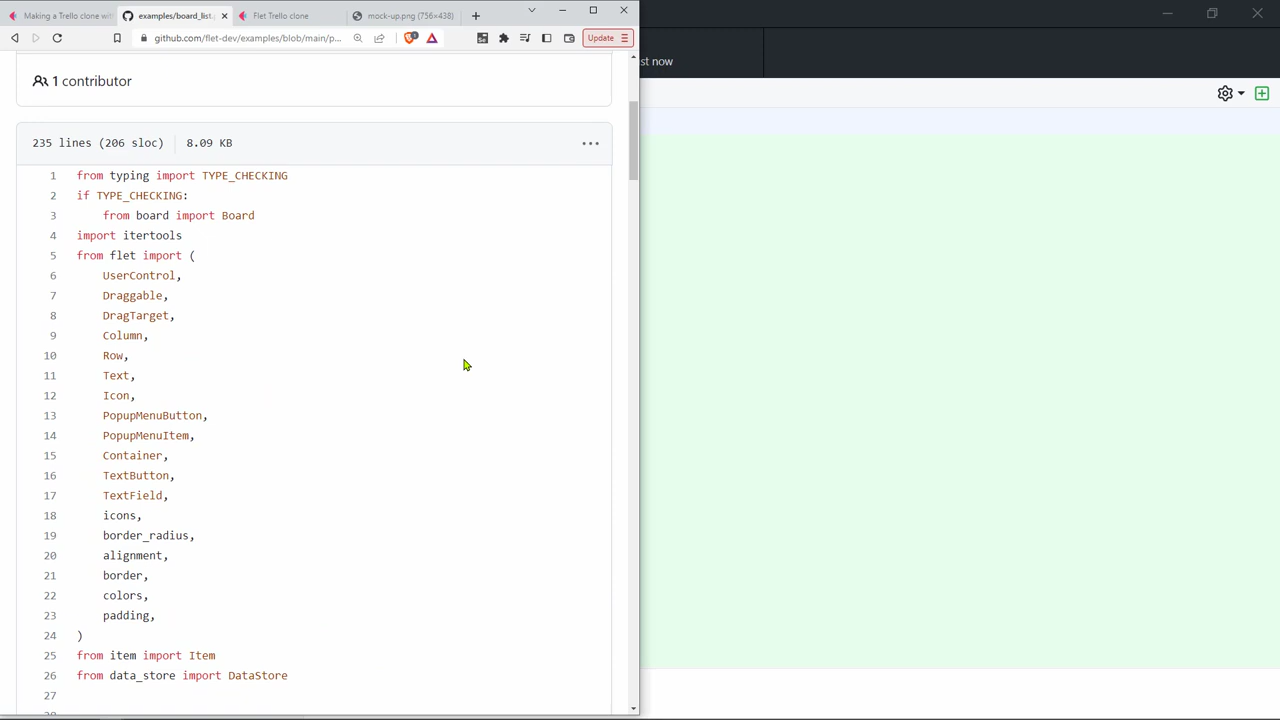 Making a Trello clone with
examples/board_list.
Flet Trello clone
mock-up.png (756×438)
github.com/flet-dev/examples/blob/main/p...
Update
1 contributor
st now
235 lines (206 sloc) 8.09 KB
1 from typing import TYPE_CHECKING
2 if TYPE_CHECKING:
3 from board import Board
4 import itertools
5 from flet import (
6 UserControl,
7 Draggable,
8 DragTarget,
9 Column,
10 Row,
11 Text,
12 Icon,
13 PopupMenuButton,
14 PopupMenuItem,
15 Container,
16 TextButton,
17 TextField,
18 icons,
19 border_radius,
20 alignment,
21 border,
22 colors,
23 padding,
24 )
25 from item import Item
26 from data_store import DataStore
27